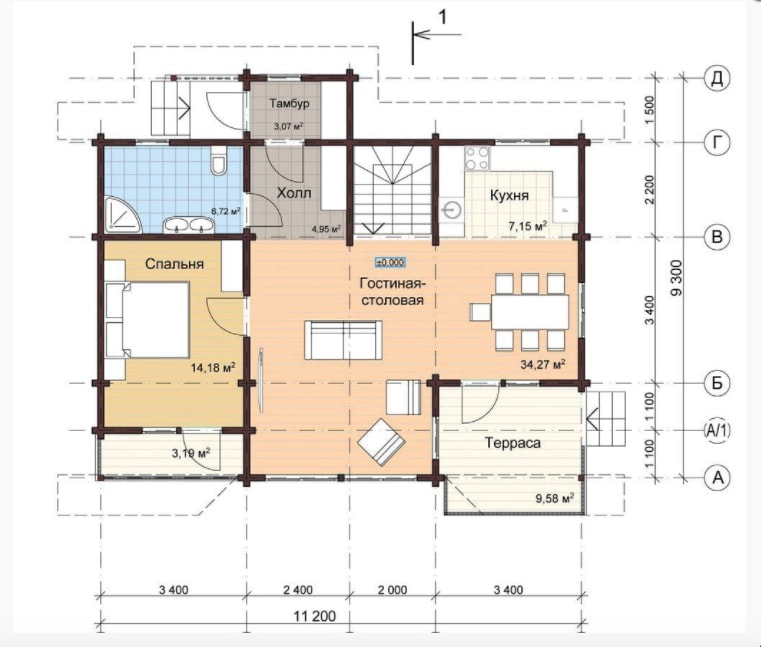 1
Д
Тамбур
3,07 м²
1 500
Г
Холл
Кухня
2 200
6,72 м²
4,95 м²
7,15 м²
В
Спальня
±0,000
Гостиная-
столовая
9 300
3 400
14,18 м²
34,27 м²
Б
1 100
А/1
Терраса
3,19 м²
1 100
А
9,58 м²
3 400
2 400
2 000
3 400
11 200